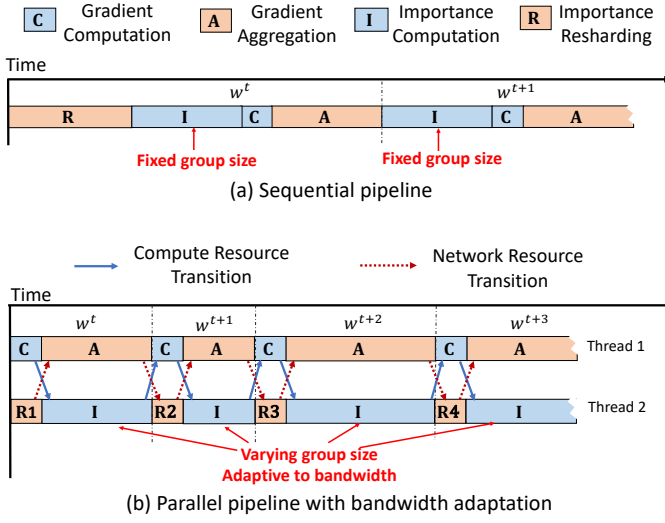 C Gradient Computation A Gradient Aggregation I Importance Computation R Importance Resharding
Time
w^t w^{t+1}
R I C A I C A
Fixed group size Fixed group size
(a) Sequential pipeline
Compute Resource Transition Network Resource Transition
Time
w^t w^{t+1} w^{t+2} w^{t+3}
C A C A C A C A Thread 1
R1 I R2 I R3 I R4 I Thread 2
Varying group size
Adaptive to bandwidth
(b) Parallel pipeline with bandwidth adaptation